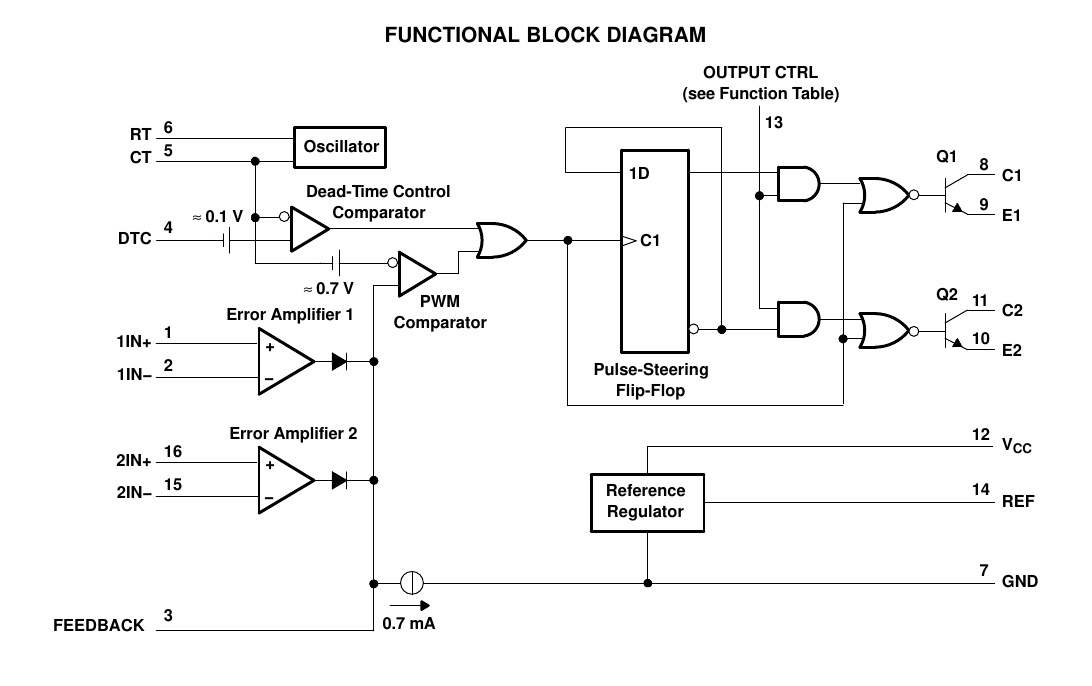 FUNCTIONAL BLOCK DIAGRAM
OUTPUT CTRL
(see Function Table)
13
RT 6
CT 5
Oscillator
Dead-Time Control
Comparator
≈ 0.1 V
DTC 4
≈ 0.7 V
PWM
Comparator
1D
C1
Pulse-Steering
Flip-Flop
Q1
8 C1
9 E1
Q2
11 C2
10 E2
Error Amplifier 1
1IN+ 1
+
1IN− 2
−
Error Amplifier 2
2IN+ 16
+
2IN− 15
−
12 VCC
Reference
Regulator
14 REF
7 GND
0.7 mA
FEEDBACK 3